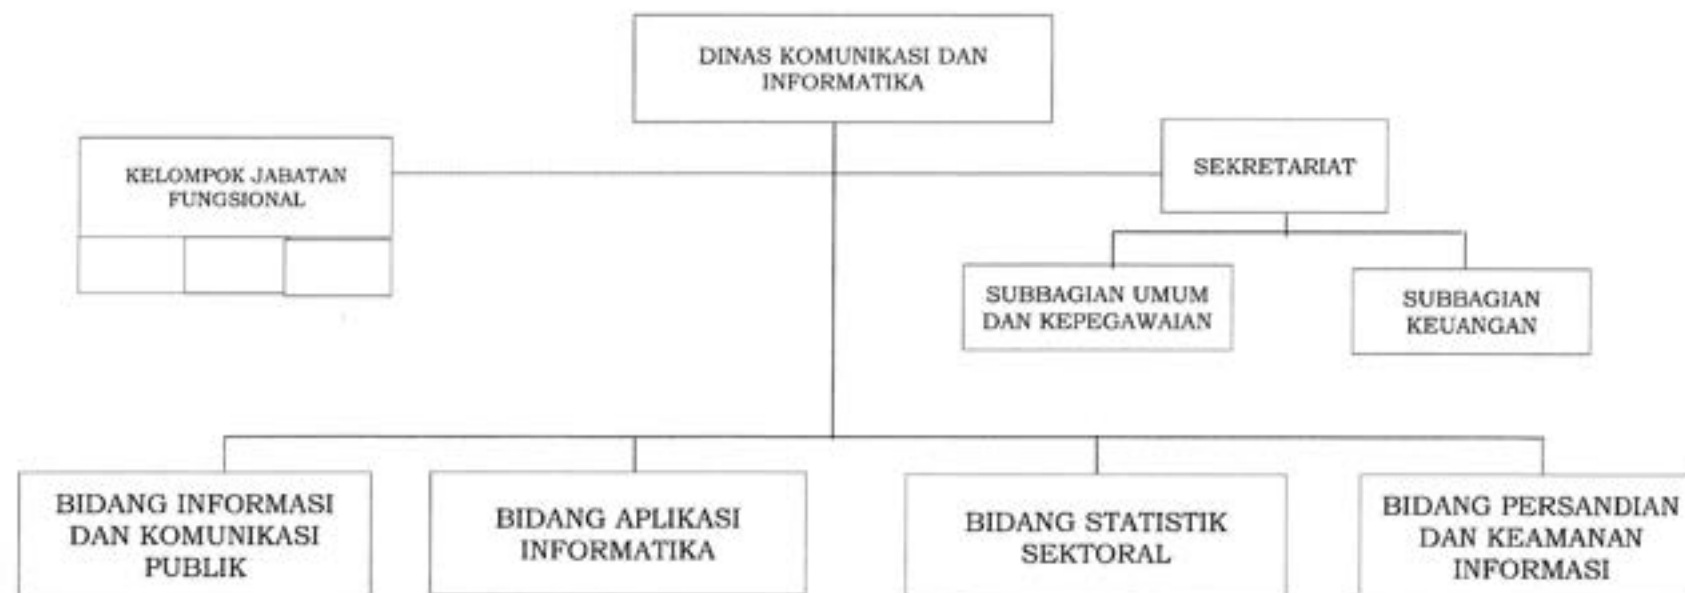 DINAS KOMUNIKASI DAN
INFORMATIKA
KELOMPOK JABATAN
FUNGSIONAL
SEKRETARIAT
SUBBAGIAN UMUM
DAN KEPEGAWAIAN
SUBBAGIAN
KEUANGAN
BIDANG INFORMASI
DAN KOMUNIKASI
PUBLIK
BIDANG APLIKASI
INFORMATIKA
BIDANG STATISTIK
SEKTORAL
BIDANG PERSANDIAN
DAN KEAMANAN
INFORMASI